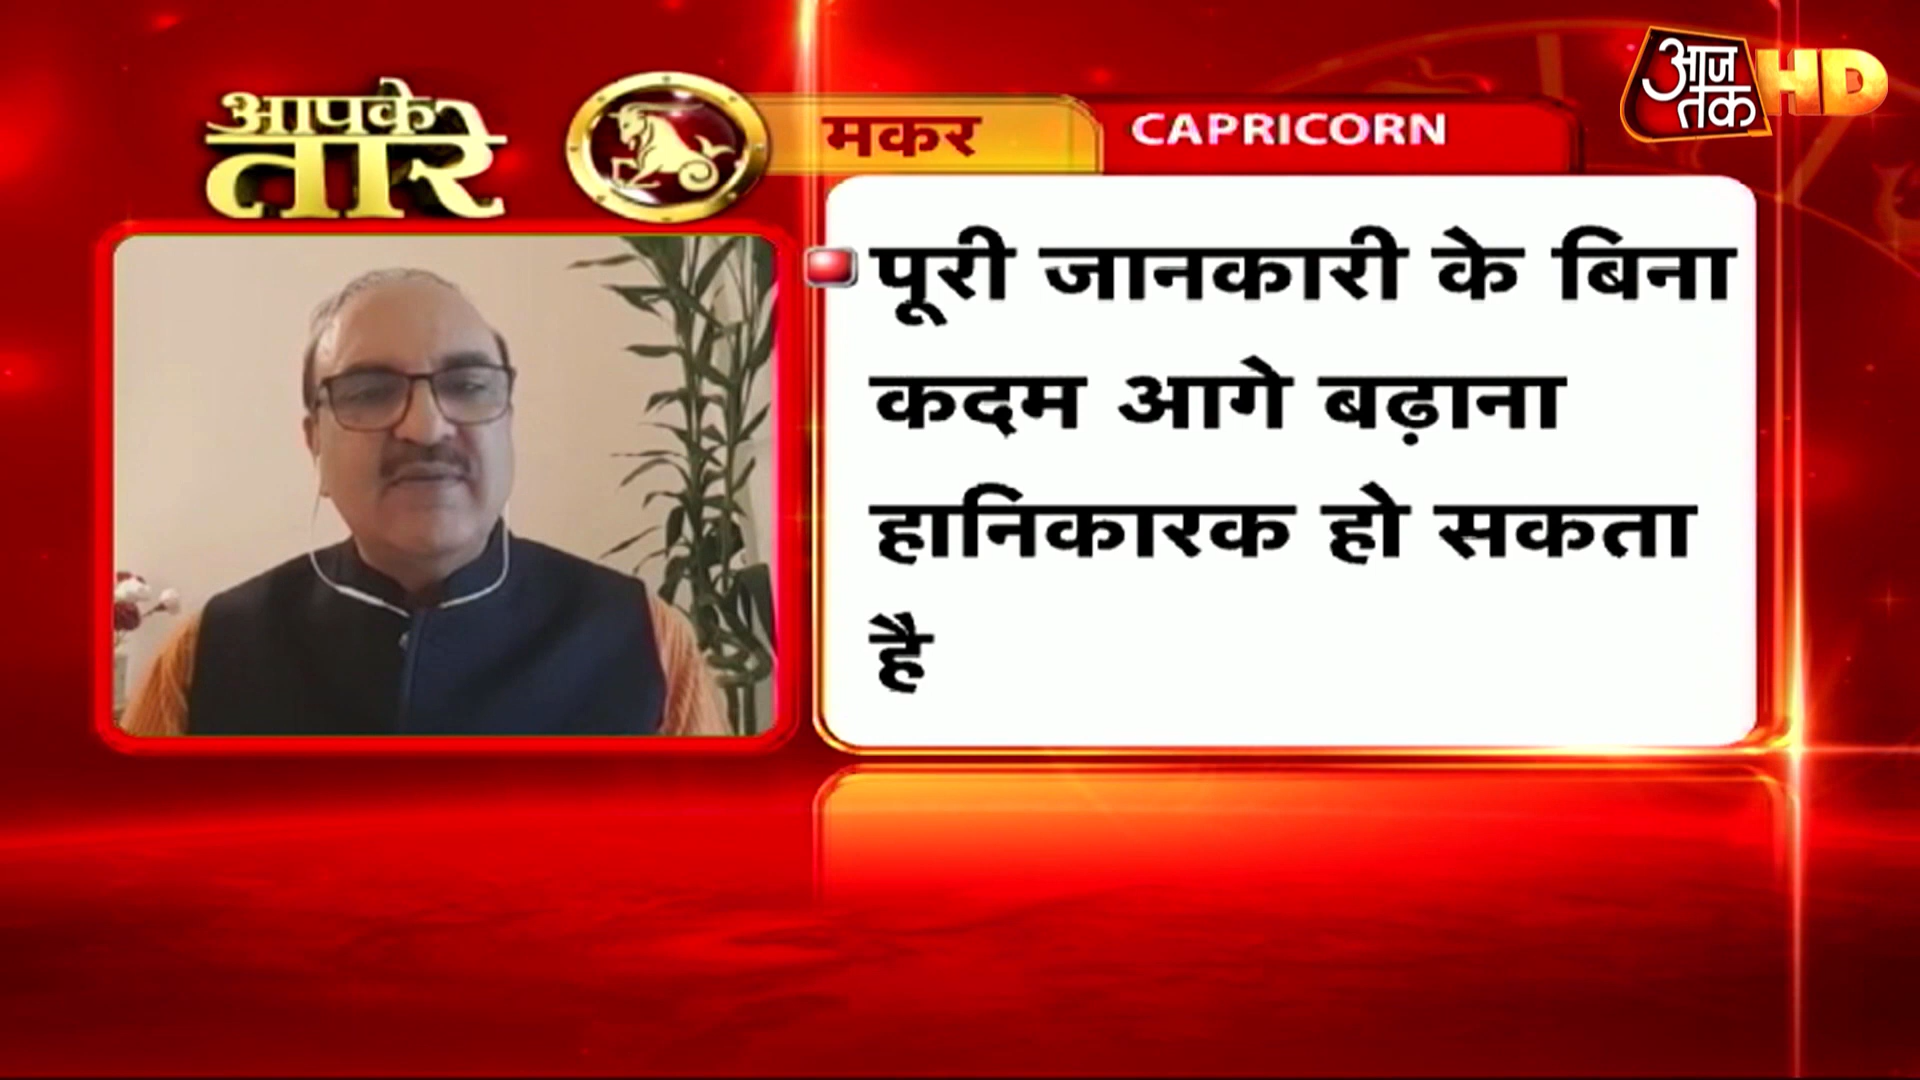 आपके
तारे
मकर
CAPRICORN
आज
तक
HD
पूरी जानकारी के बिना
कदम आगे बढ़ाना
हानिकारक हो सकता
है